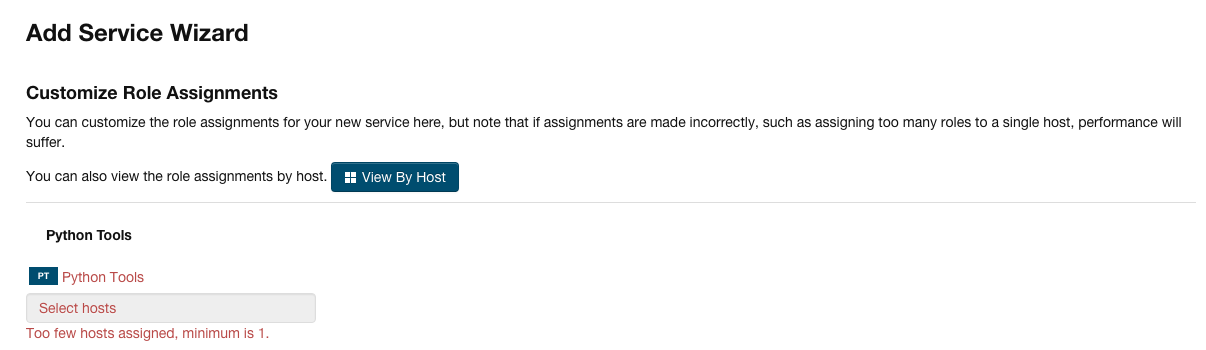 Add Service Wizard
Customize Role Assignments
You can customize the role assignments for your new service here, but note that if assignments are made incorrectly, such as assigning too many roles to a single host, performance will
suffer.
You can also view the role assignments by host. View By Host
Python Tools
PT Python Tools
Select hosts
Too few hosts assigned, minimum is 1.